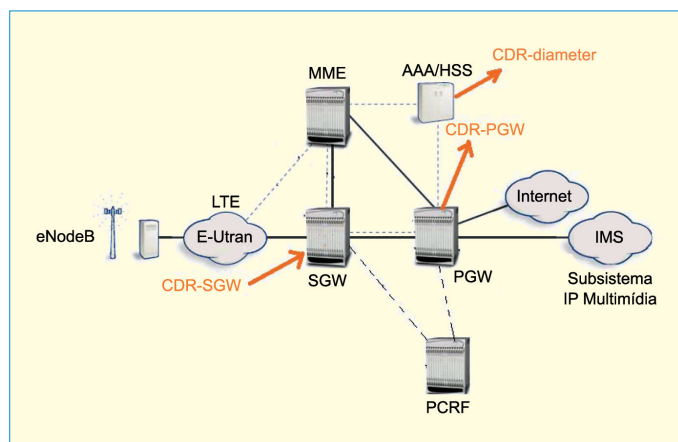 CDR-diameter
MME
AAA/HSS
CDR-PGW
LTE
Internet
eNodeB
E-Utran
IMS
CDR-SGW
SGW
PGW
Subsistema
IP Multimídia
PCRF